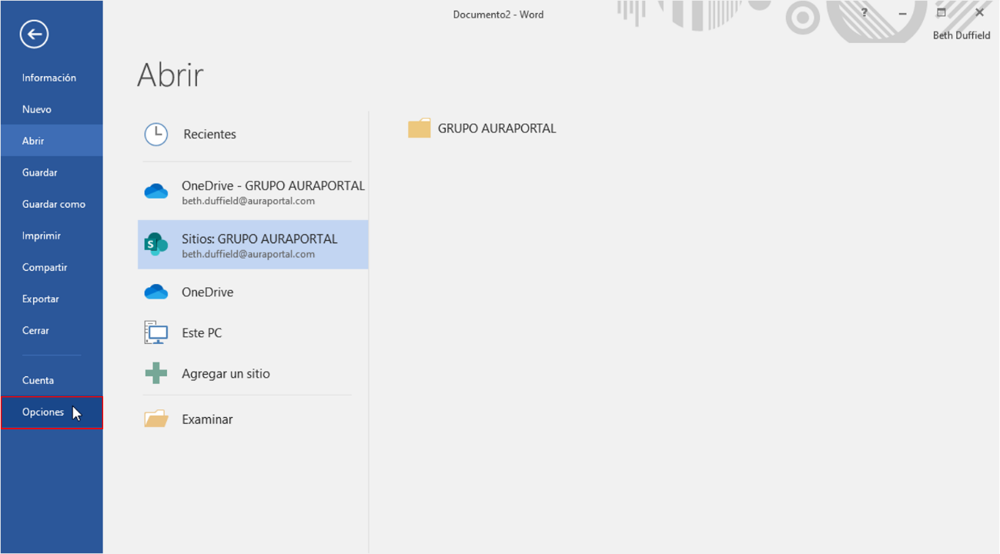 Documento2 - Word
?
Beth Duffield
Información
Nuevo
Abrir
Guardar
Guardar como
Imprimir
Compartir
Exportar
Cerrar
Cuenta
Opciones
Abrir
Recientes
OneDrive - GRUPO AURAPORTAL
beth.duffield@auraportal.com
Sitios: GRUPO AURAPORTAL
beth.duffield@auraportal.com
OneDrive
Este PC
Agregar un sitio
Examinar
GRUPO AURAPORTAL